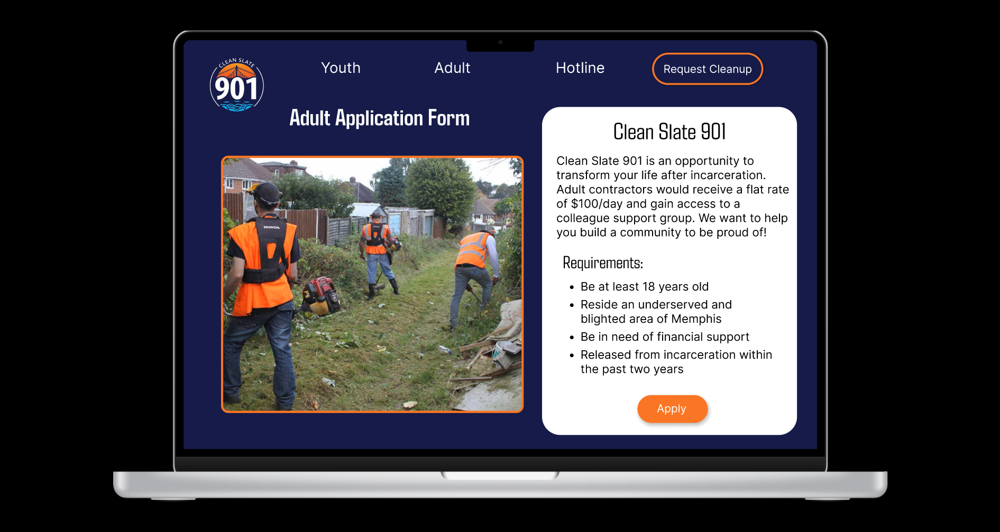 CLEAN SLATE
901
Youth
Adult
Hotline
Request Cleanup
Adult Application Form
HONDA
Clean Slate 901
Clean Slate 901 is an opportunity to
transform your life after incarceration.
Adult contractors would receive a flat rate
of $100/day and gain access to a
colleague support group. We want to help
you build a community to be proud of!
Requirements:
• Be at least 18 years old
• Reside an underserved and
blighted area of Memphis
• Be in need of financial support
• Released from incarceration within
the past two years
Apply